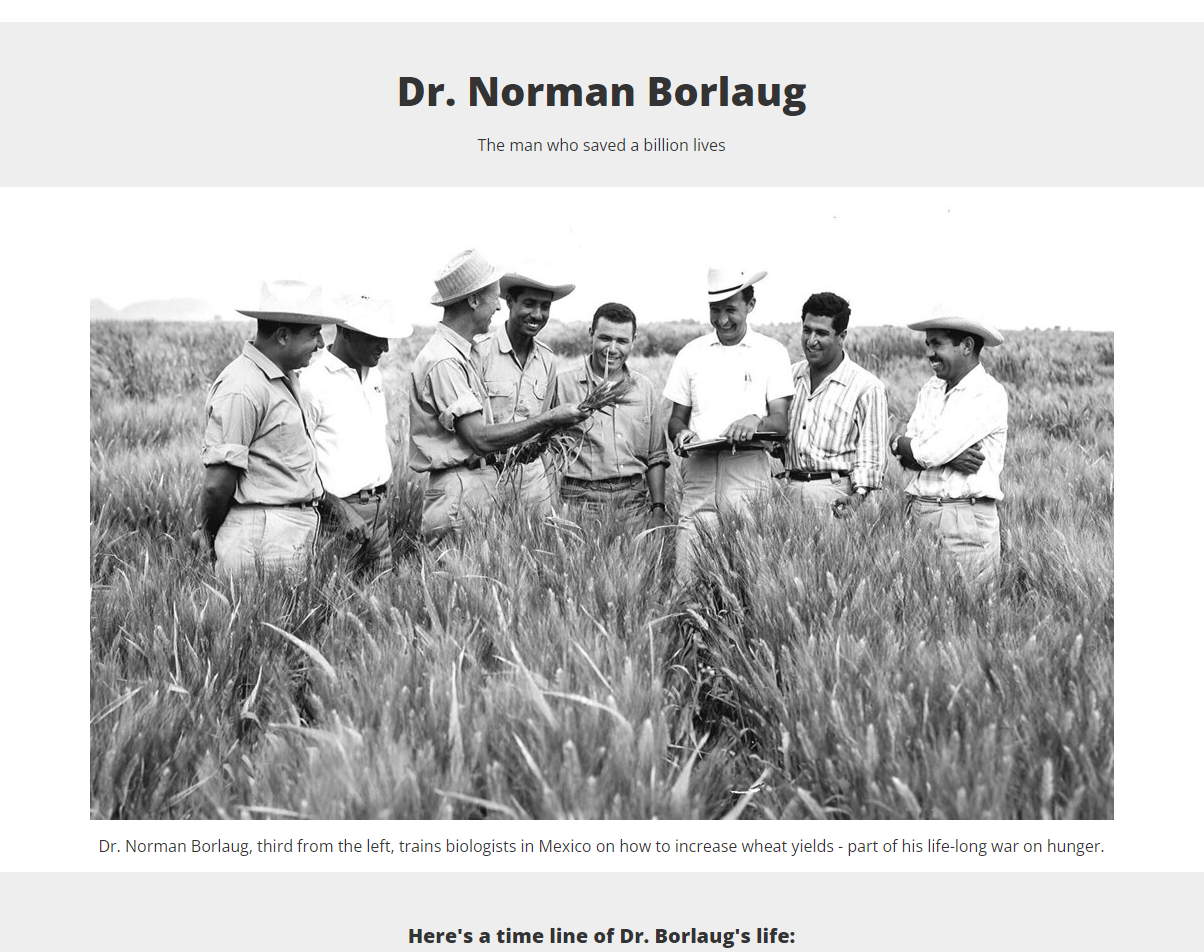 Dr. Norman Borlaug
The man who saved a billion lives
Dr. Norman Borlaug, third from the left, trains biologists in Mexico on how to increase wheat yields - part of his life-long war on hunger.
Here's a time line of Dr. Borlaug's life: